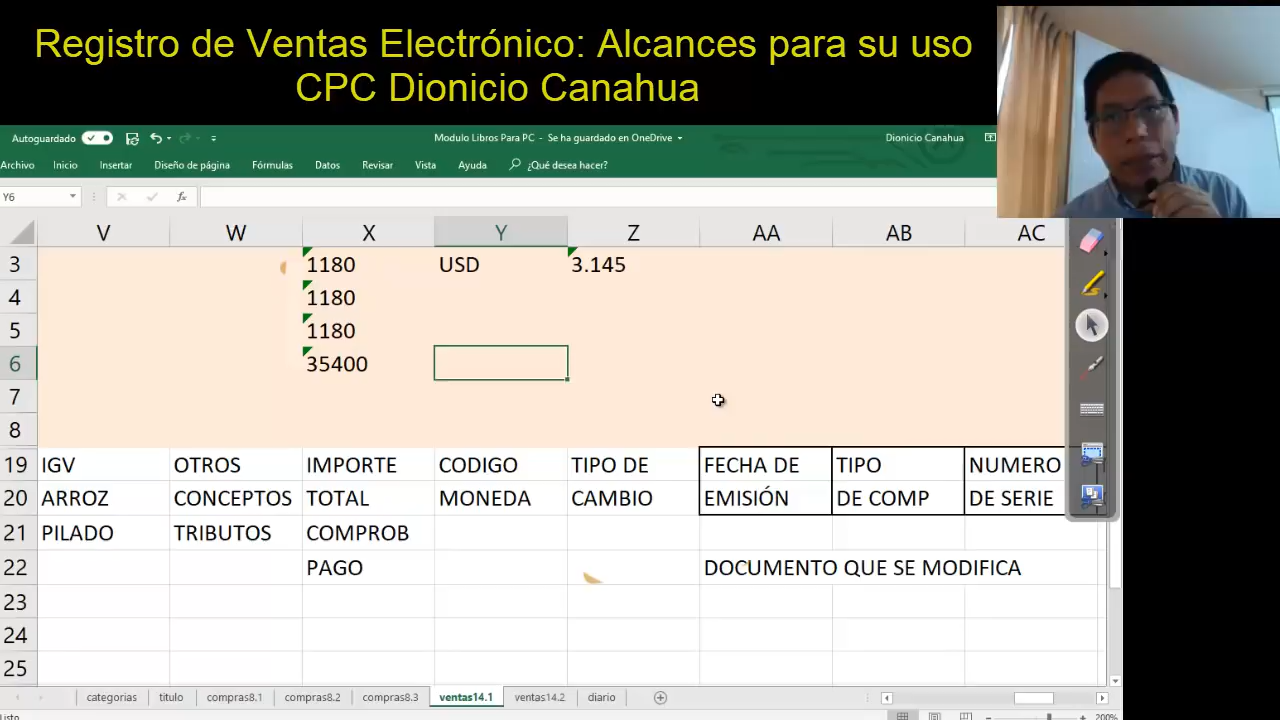 Registro de Ventas Electrónico: Alcances para su uso
CPC Dionicio Canahua
Autoguardado
Modulo Libros Para PC - Se ha guardado en OneDrive
Dionicio Canahua
Archivo Inicio Insertar Diseño de página Fórmulas Datos Revisar Vista Ayuda ¿Qué desea hacer?
Y6 fx
V W X Y Z AA AB AC
3 1180 USD 3.145
4 1180
5 1180
6 35400
7
8
19 IGV OTROS IMPORTE CODIGO TIPO DE FECHA DE TIPO NUMERO
20 ARROZ CONCEPTOS TOTAL MONEDA CAMBIO EMISIÓN DE COMP DE SERIE
21 PILADO TRIBUTOS COMPROB
22 PAGO DOCUMENTO QUE SE MODIFICA
23
24
25
categorias titulo compras8.1 compras8.2 compras8.3 ventas14.1 ventas14.2 diario
Listo 200%